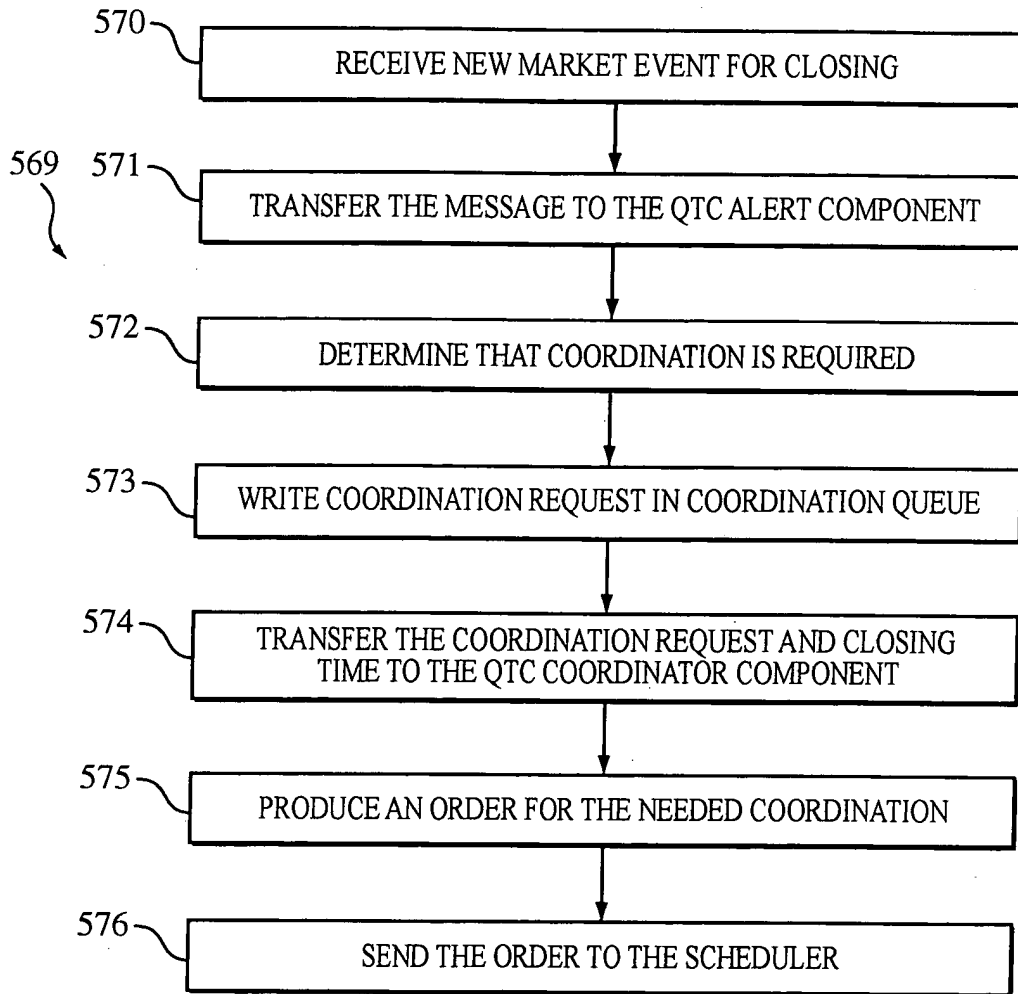 570
RECEIVE NEW MARKET EVENT FOR CLOSING
569
571
TRANSFER THE MESSAGE TO THE QTC ALERT COMPONENT
572
DETERMINE THAT COORDINATION IS REQUIRED
573
WRITE COORDINATION REQUEST IN COORDINATION QUEUE
574
TRANSFER THE COORDINATION REQUEST AND CLOSING
TIME TO THE QTC COORDINATOR COMPONENT
575
PRODUCE AN ORDER FOR THE NEEDED COORDINATION
576
SEND THE ORDER TO THE SCHEDULER